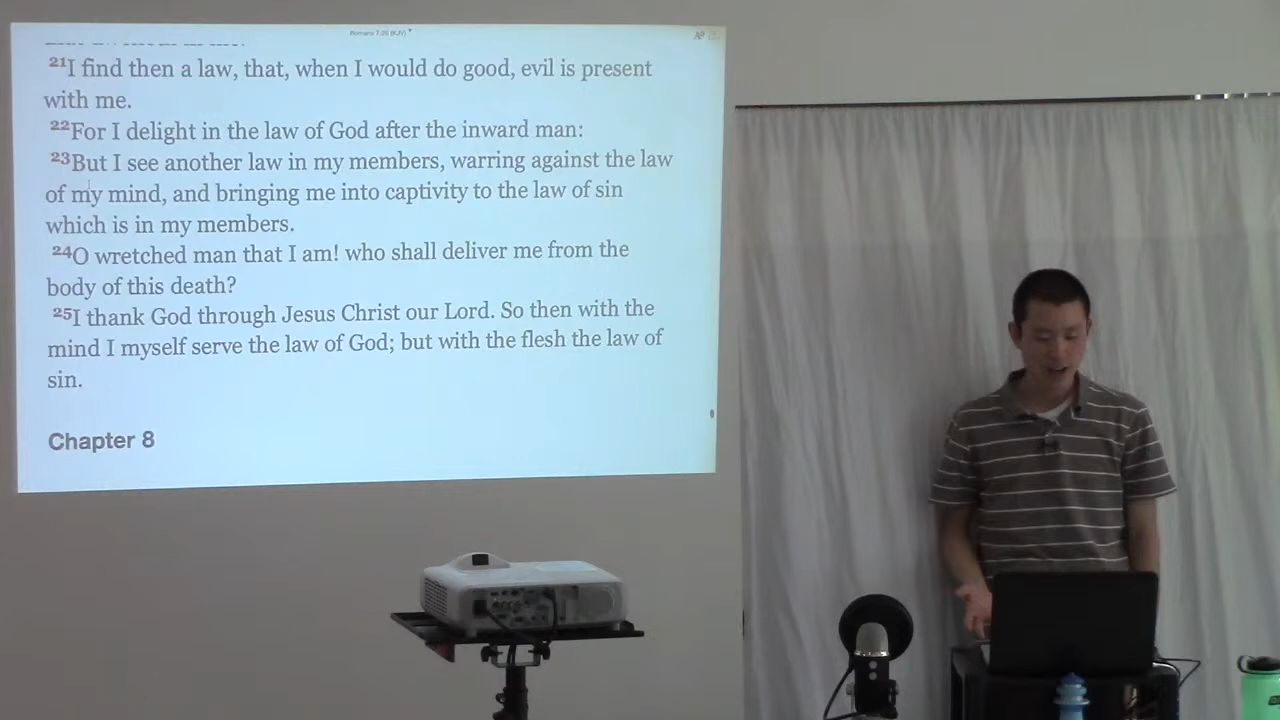 Romans 7:25 (KJV)
21I find then a law, that, when I would do good, evil is present
with me.
22For I delight in the law of God after the inward man:
23But I see another law in my members, warring against the law
of my mind, and bringing me into captivity to the law of sin
which is in my members.
24O wretched man that I am! who shall deliver me from the
body of this death?
25I thank God through Jesus Christ our Lord. So then with the
mind I myself serve the law of God; but with the flesh the law of
sin.
Chapter 8